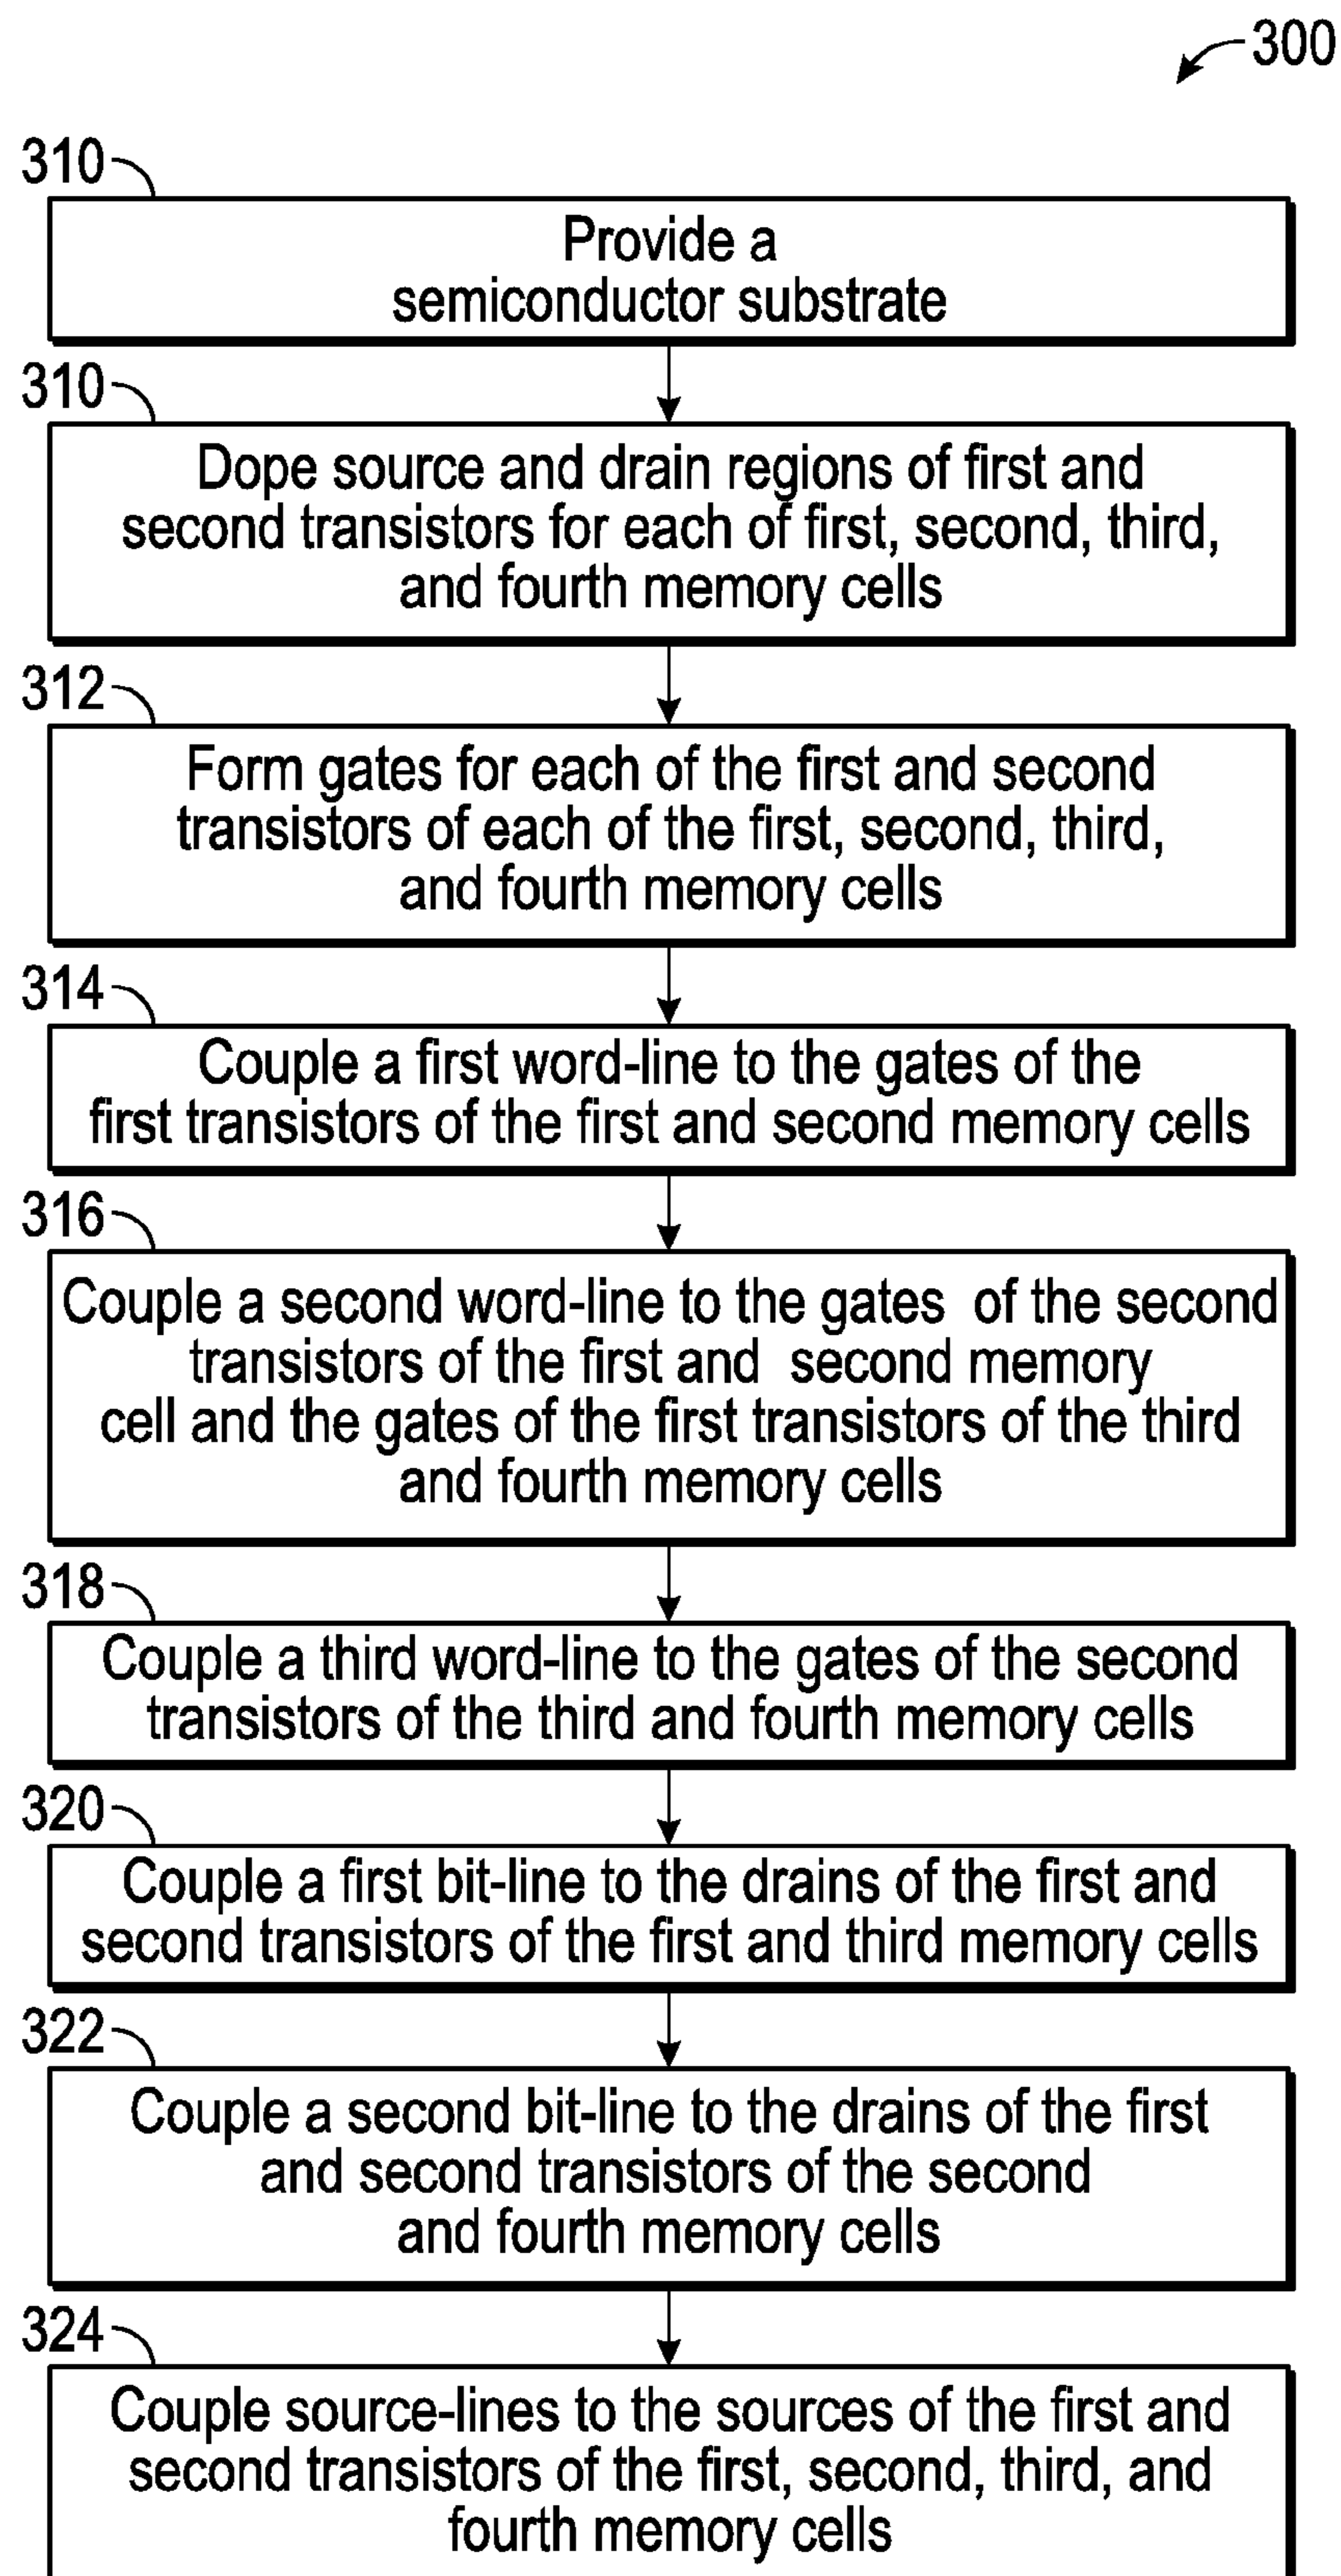 300
310
Provide a
semiconductor substrate
310
Dope source and drain regions of first and
second transistors for each of first, second, third,
and fourth memory cells
312
Form gates for each of the first and second
transistors of each of the first, second, third,
and fourth memory cells
314
Couple a first word-line to the gates of the
first transistors of the first and second memory cells
316
Couple a second word-line to the gates of the second
transistors of the first and second memory
cell and the gates of the first transistors of the third
and fourth memory cells
318
Couple a third word-line to the gates of the second
transistors of the third and fourth memory cells
320
Couple a first bit-line to the drains of the first and
second transistors of the first and third memory cells
322
Couple a second bit-line to the drains of the first
and second transistors of the second
and fourth memory cells
324
Couple source-lines to the sources of the first and
second transistors of the first, second, third, and
fourth memory cells